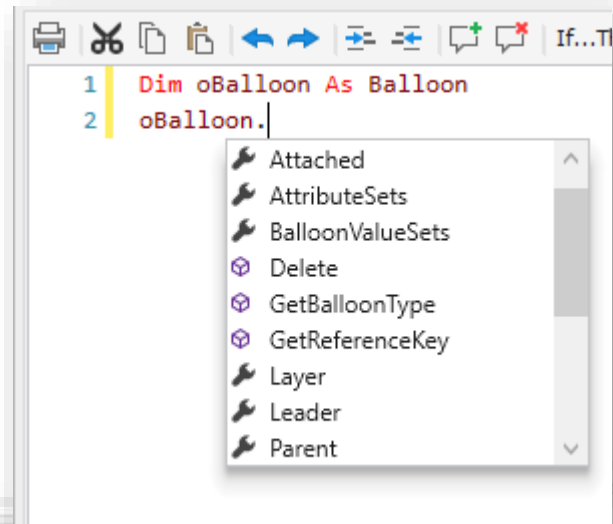 If...Th
1 Dim oBalloon As Balloon
2 oBalloon.
Attached
AttributeSets
BalloonValueSets
Delete
GetBalloonType
GetReferenceKey
Layer
Leader
Parent